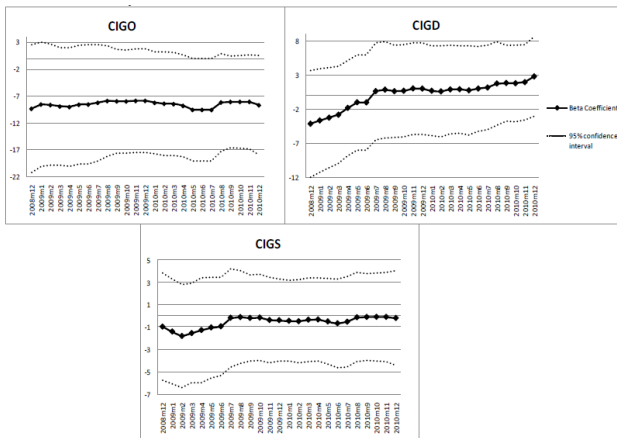 CIGO
3
-2
-7
-12
-17
-22
2008m12
2009m1
2009m2
2009m3
2009m4
2009m5
2009m6
2009m7
2009m8
2009m9
2009m10
2009m11
2009m12
2010m1
2010m2
2010m3
2010m4
2010m5
2010m6
2010m7
2010m8
2010m9
2010m10
2010m11
2010m12
CIGD
8
3
-2
-7
-12
2008m12
2009m1
2009m2
2009m3
2009m4
2009m5
2009m6
2009m7
2009m8
2009m9
2009m10
2009m11
2009m12
2010m1
2010m2
2010m3
2010m4
2010m5
2010m6
2010m7
2010m8
2010m9
2010m10
2010m11
2010m12
Beta Coefficient
95% confidence
interval
CIGS
5
3
1
-1
-3
-5
-7
2008m12
2009m1
2009m2
2009m3
2009m4
2009m5
2009m6
2009m7
2009m8
2009m9
2009m10
2009m11
2009m12
2010m1
2010m2
2010m3
2010m4
2010m5
2010m6
2010m7
2010m8
2010m9
2010m10
2010m11
2010m12